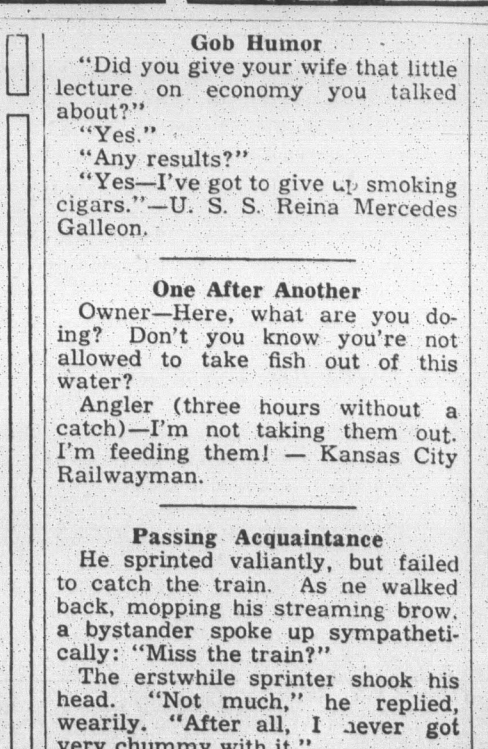 Gob Humor
"Did you give your wife that little
lecture on economy you talked
about?"
"Yes."
"Any results?"
"Yes—I've got to give up smoking
cigars."—U. S. S. Reina Mercedes
Galleon.
One After Another
Owner—Here, what are you do-
ing? Don't you know you're not
allowed to take fish out of this
water?
Angler (three hours without a
catch)—I'm not taking them out.
I'm feeding them! — Kansas City
Railwayman.
Passing Acquaintance
He sprinted valiantly, but failed
to catch the train. As he walked
back, mopping his streaming brow,
a bystander spoke up sympatheti-
cally: "Miss the train?"
The erstwhile sprinter shook his
head. "Not much," he replied,
wearily. "After all, I never got
very chummy with it."